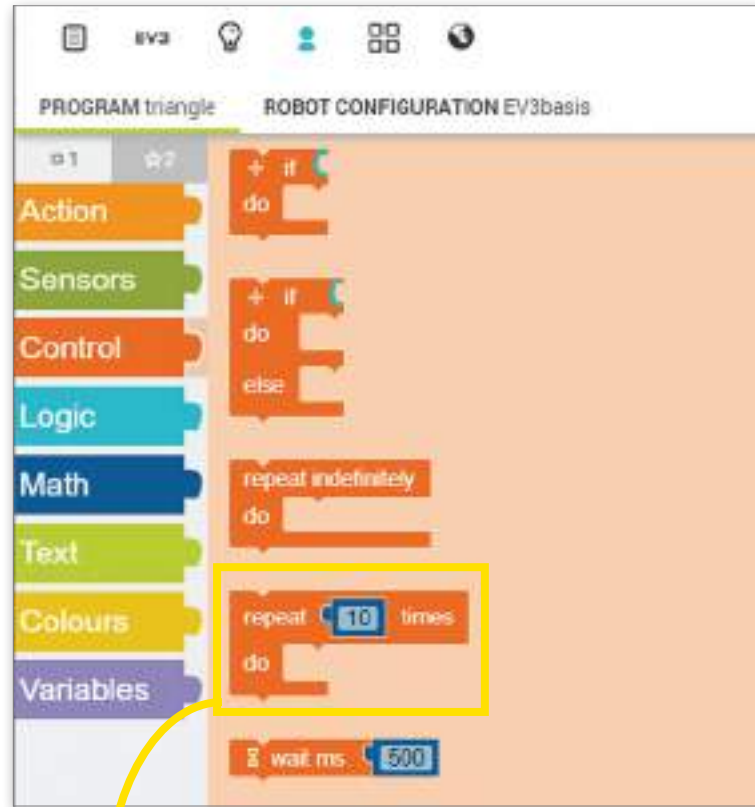 EV3
PROGRAM triangle ROBOT CONFIGURATION EV3basis
1 2
Action
Sensors
Control
Logic
Math
Text
Colours
Variables
+ if
do
+ if
do
else
repeat indefinitely
do
repeat 10 times
do
wait ms 500